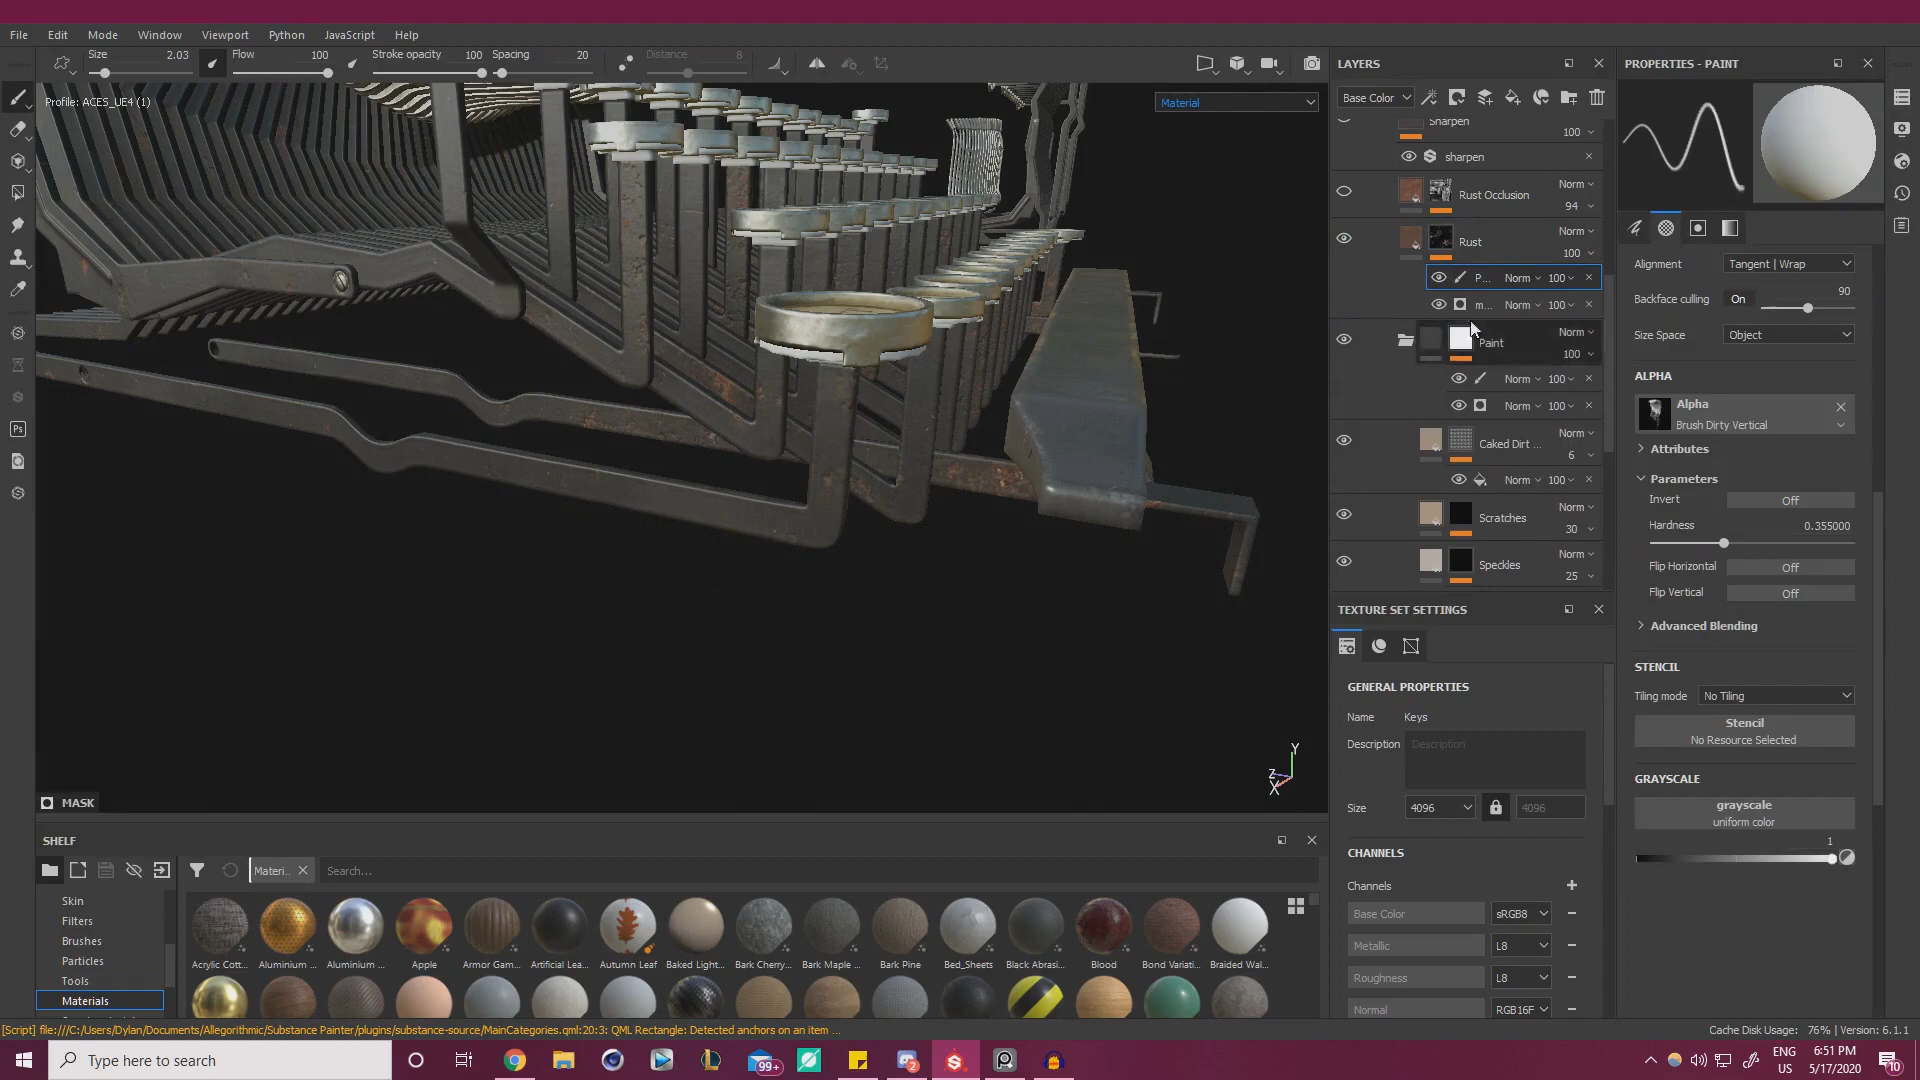 File Edit Mode Window Viewport Python JavaScript Help
Size 2.03 Flow 100 Stroke opacity 100 Spacing 20 Distance 8
Profile: ACES_UE4 (1)
Material
MASK
Y
Z
X
LAYERS
Base Color
Sharpen
100
sharpen
Rust Occlusion Norm 94
Rust Norm 100
P... Norm 100
m... Norm 100
Paint Norm 100
Norm 100
Norm 100
Caked Dirt ... Norm 6
Norm 100
Scratches Norm 30
Speckles Norm 25
TEXTURE SET SETTINGS
GENERAL PROPERTIES
Name Keys
Description Description
Size 4096 4096
CHANNELS
Channels
Base Color sRGB8
Metallic L8
Roughness L8
Normal RGB16F
PROPERTIES - PAINT
Alignment Tangent | Wrap
Backface culling On 90
Size Space Object
ALPHA
Alpha
Brush Dirty Vertical
Attributes
Parameters
Invert Off
Hardness 0.355000
Flip Horizontal Off
Flip Vertical Off
Advanced Blending
STENCIL
Tiling mode No Tiling
Stencil
No Resource Selected
GRAYSCALE
grayscale
uniform color
1
SHELF
Materi.. Search...
Skin
Filters
Brushes
Particles
Tools
Materials
Acrylic Cott... Aluminium ... Aluminium ... Apple Armor Gam... Artificial Lea... Autumn Leaf Baked Light... Bark Cherry... Bark Maple ... Bark Pine Bed_Sheets Black Abrasi... Blood Bond Variati... Braided Wal...
[Script] file:///C:/Users/Dylan/Documents/Allegorithmic/Substance Painter/plugins/substance-source/MainCategories.qml:20:3: QML Rectangle: Detected anchors on an item ...
Cache Disk Usage: 76% | Version: 6.1.1
Type here to search
Ps
99+
2
ENG
US
6:51 PM
5/17/2020
10